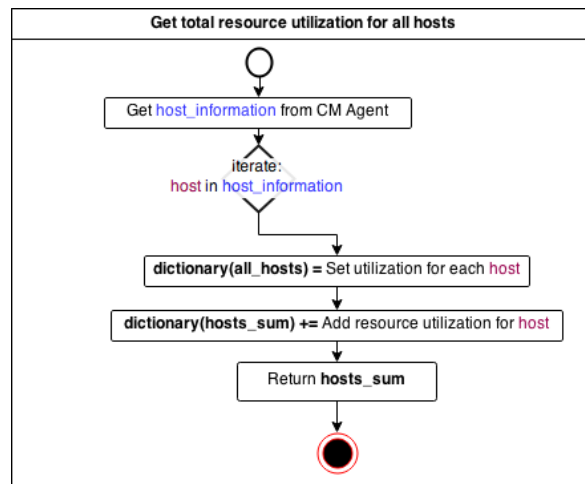 Get total resource utilization for all hosts
Get host_information from CM Agent
iterate:
host in host_information
dictionary(all_hosts) = Set utilization for each host
dictionary(hosts_sum) += Add resource utilization for host
Return hosts_sum